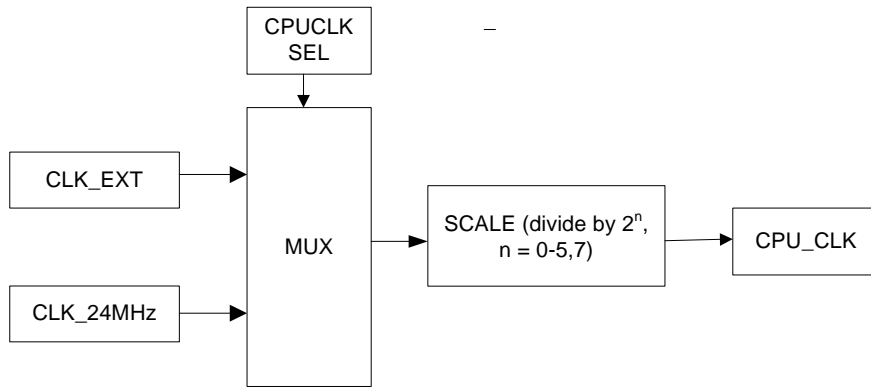 CPUCLK
SEL
–
CLK_EXT
MUX
SCALE (divide by 2ⁿ,
n = 0-5,7)
CPU_CLK
CLK_24MHz